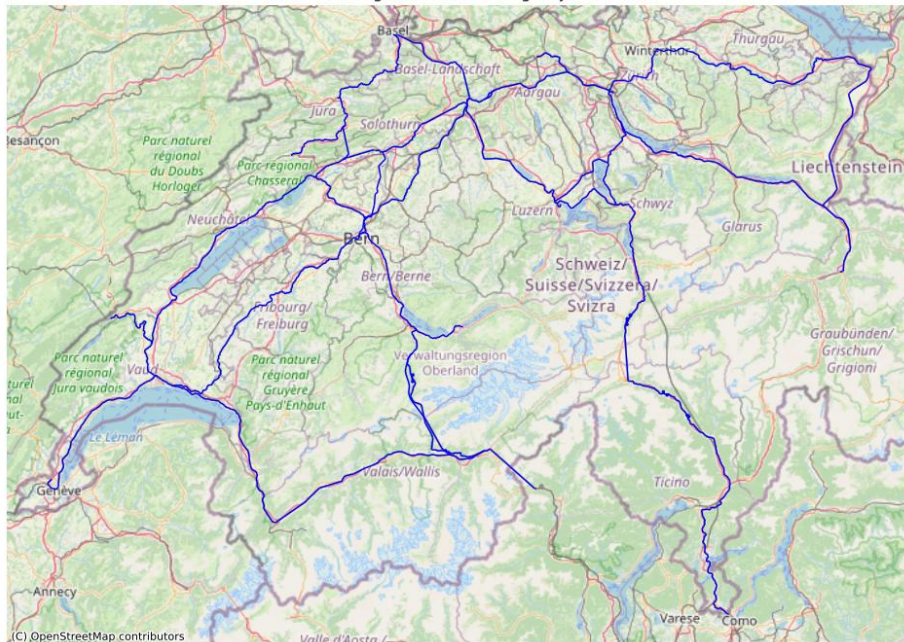 Basel
Winterthur
Thurgau
Basel-Landschaft
Zürich
Jura
Aargau
Besançon
Solothurn
Parc naturel
régional
du Doubs
Horloger
Parc régional
Chasseral
Liechtenstein
Neuchâtel
Luzern
Schwyz
Glarus
Bern
Bern/Berne
Schweiz/
Suisse/Svizzera/
Svizra
Fribourg/
Freiburg
Graubünden/
Grischun/
Grigioni
Verwaltungsregion
Oberland
Parc naturel
régional
Jura vaudois
Vaud
Parc naturel
régional
Gruyère
Pays-d'Enhaut
Le Léman
Genève
Valais/Wallis
Ticino
Annecy
Varese
Como
Valle d'Aosta /
(C) OpenStreetMap contributors